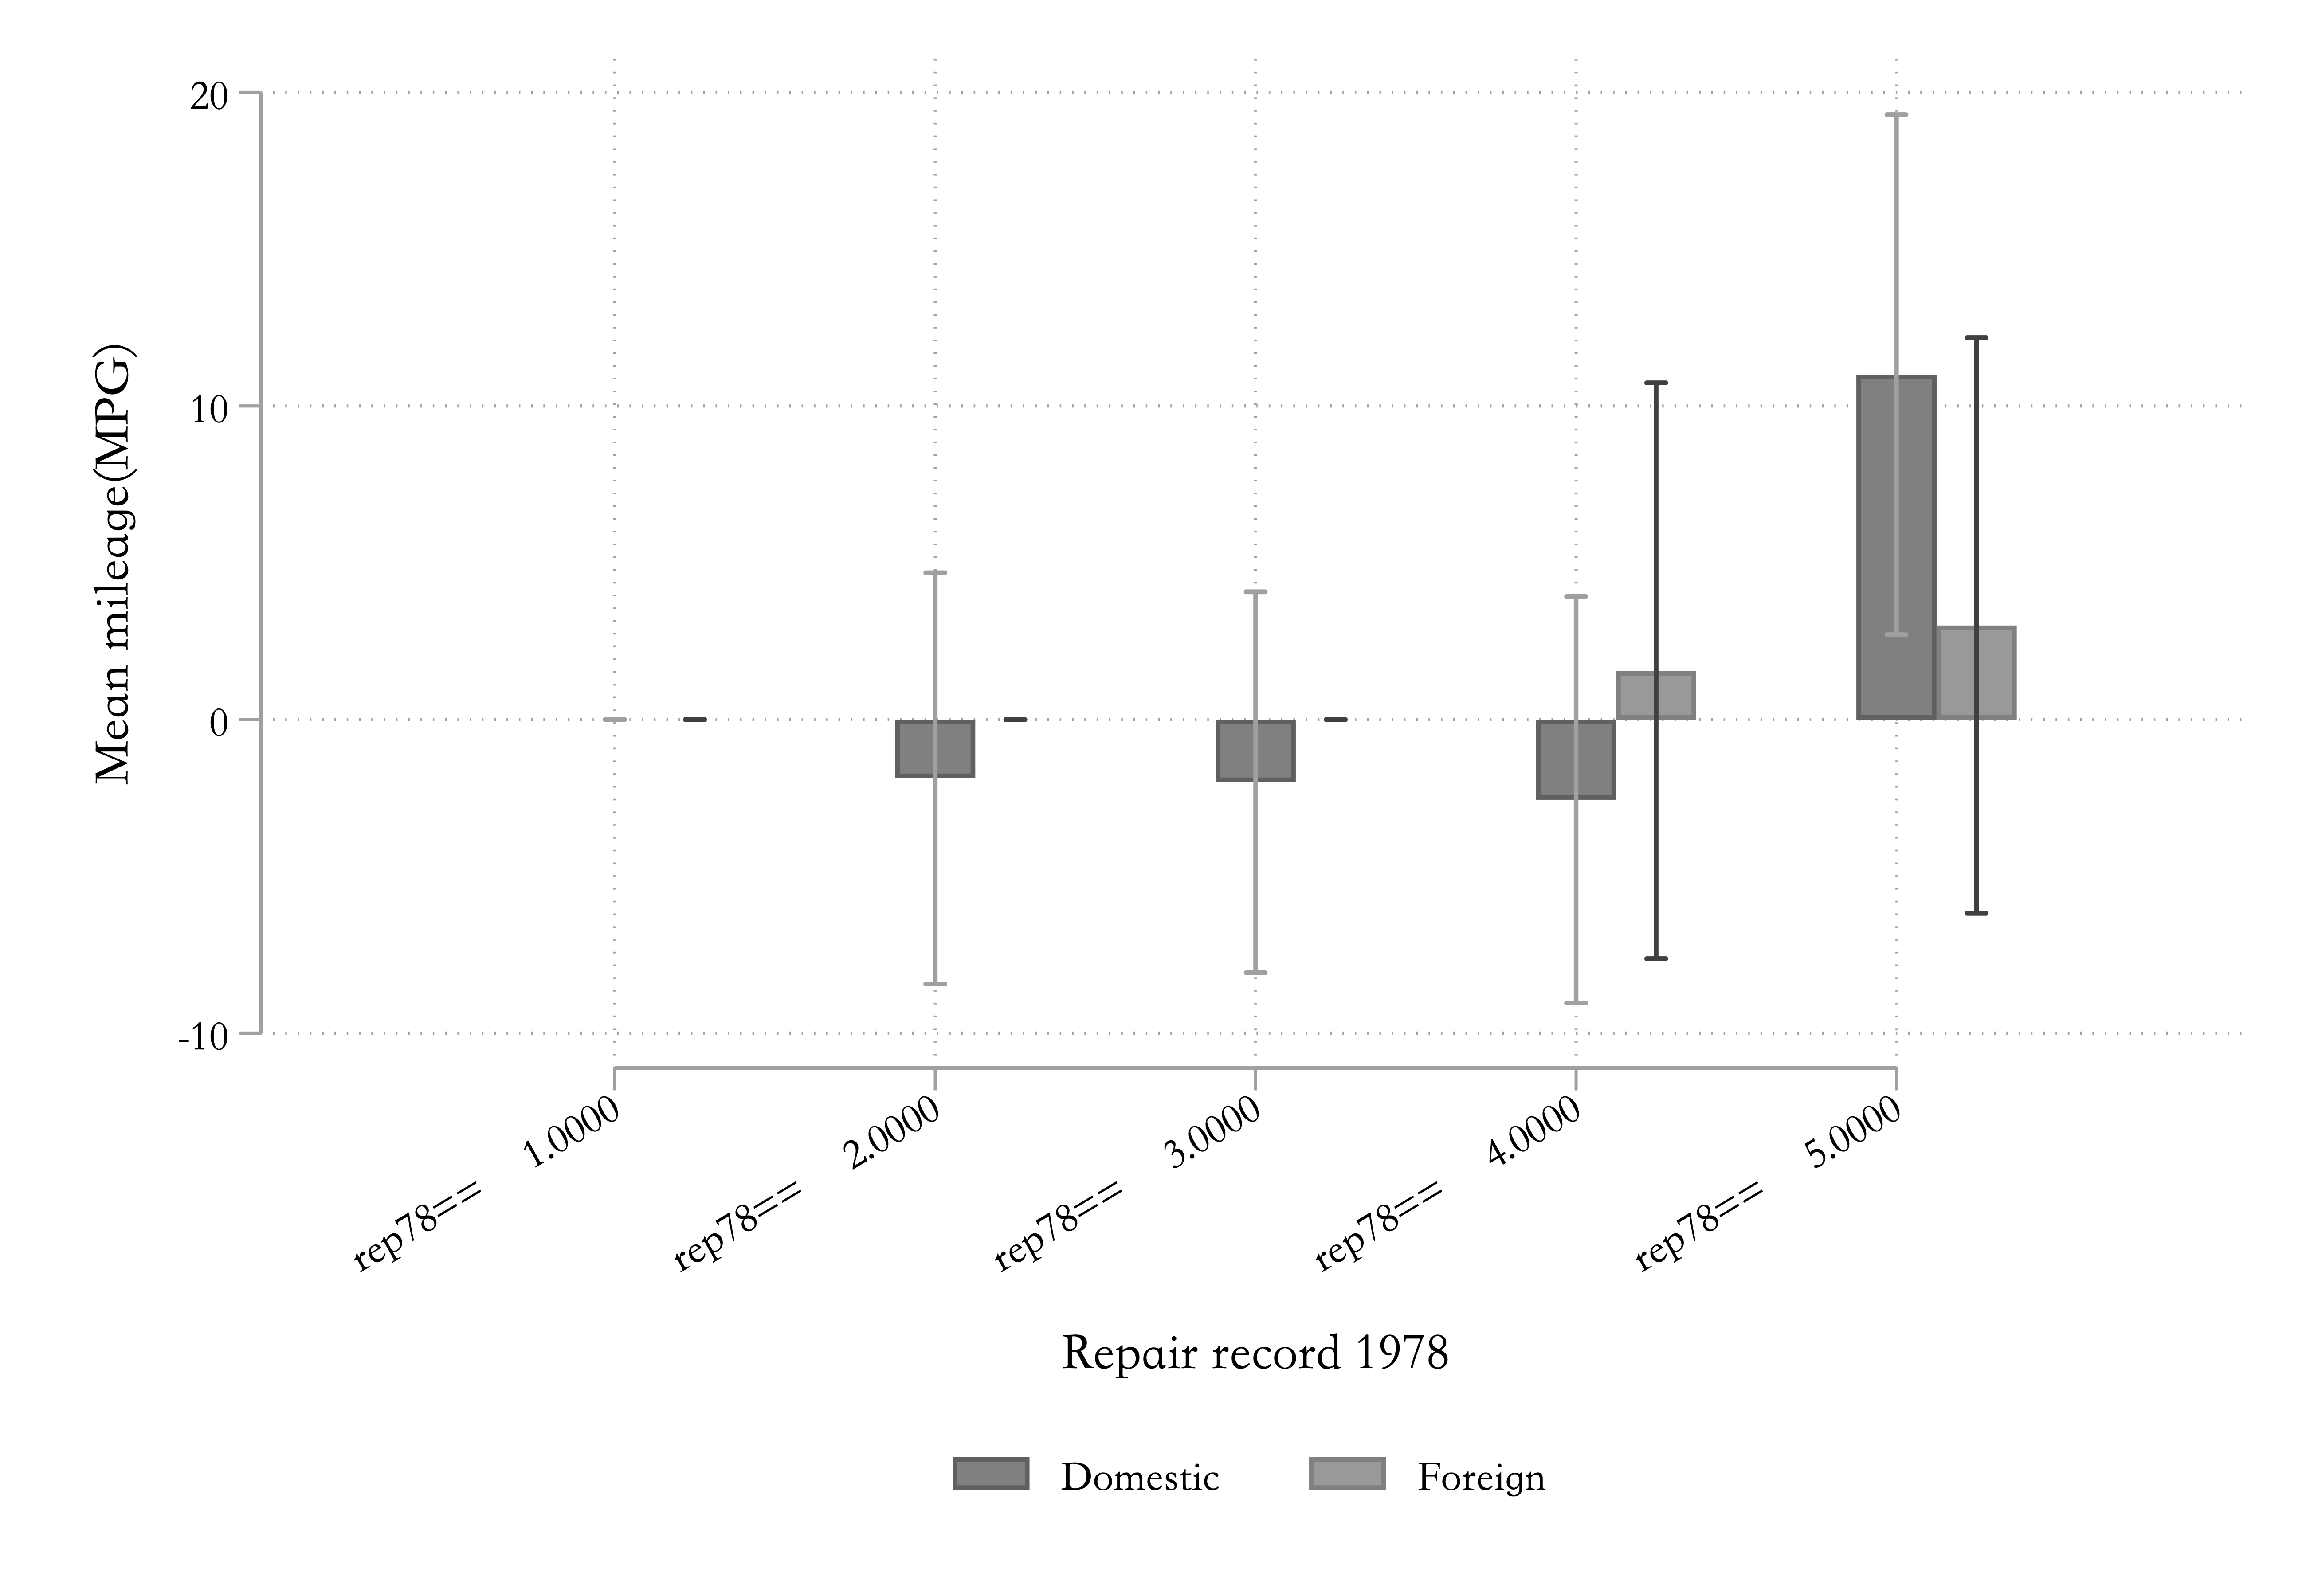 20
10
0
-10
Mean mileage(MPG)
rep78== 1.0000
rep78== 2.0000
rep78== 3.0000
rep78== 4.0000
rep78== 5.0000
Repair record 1978
Domestic
Foreign